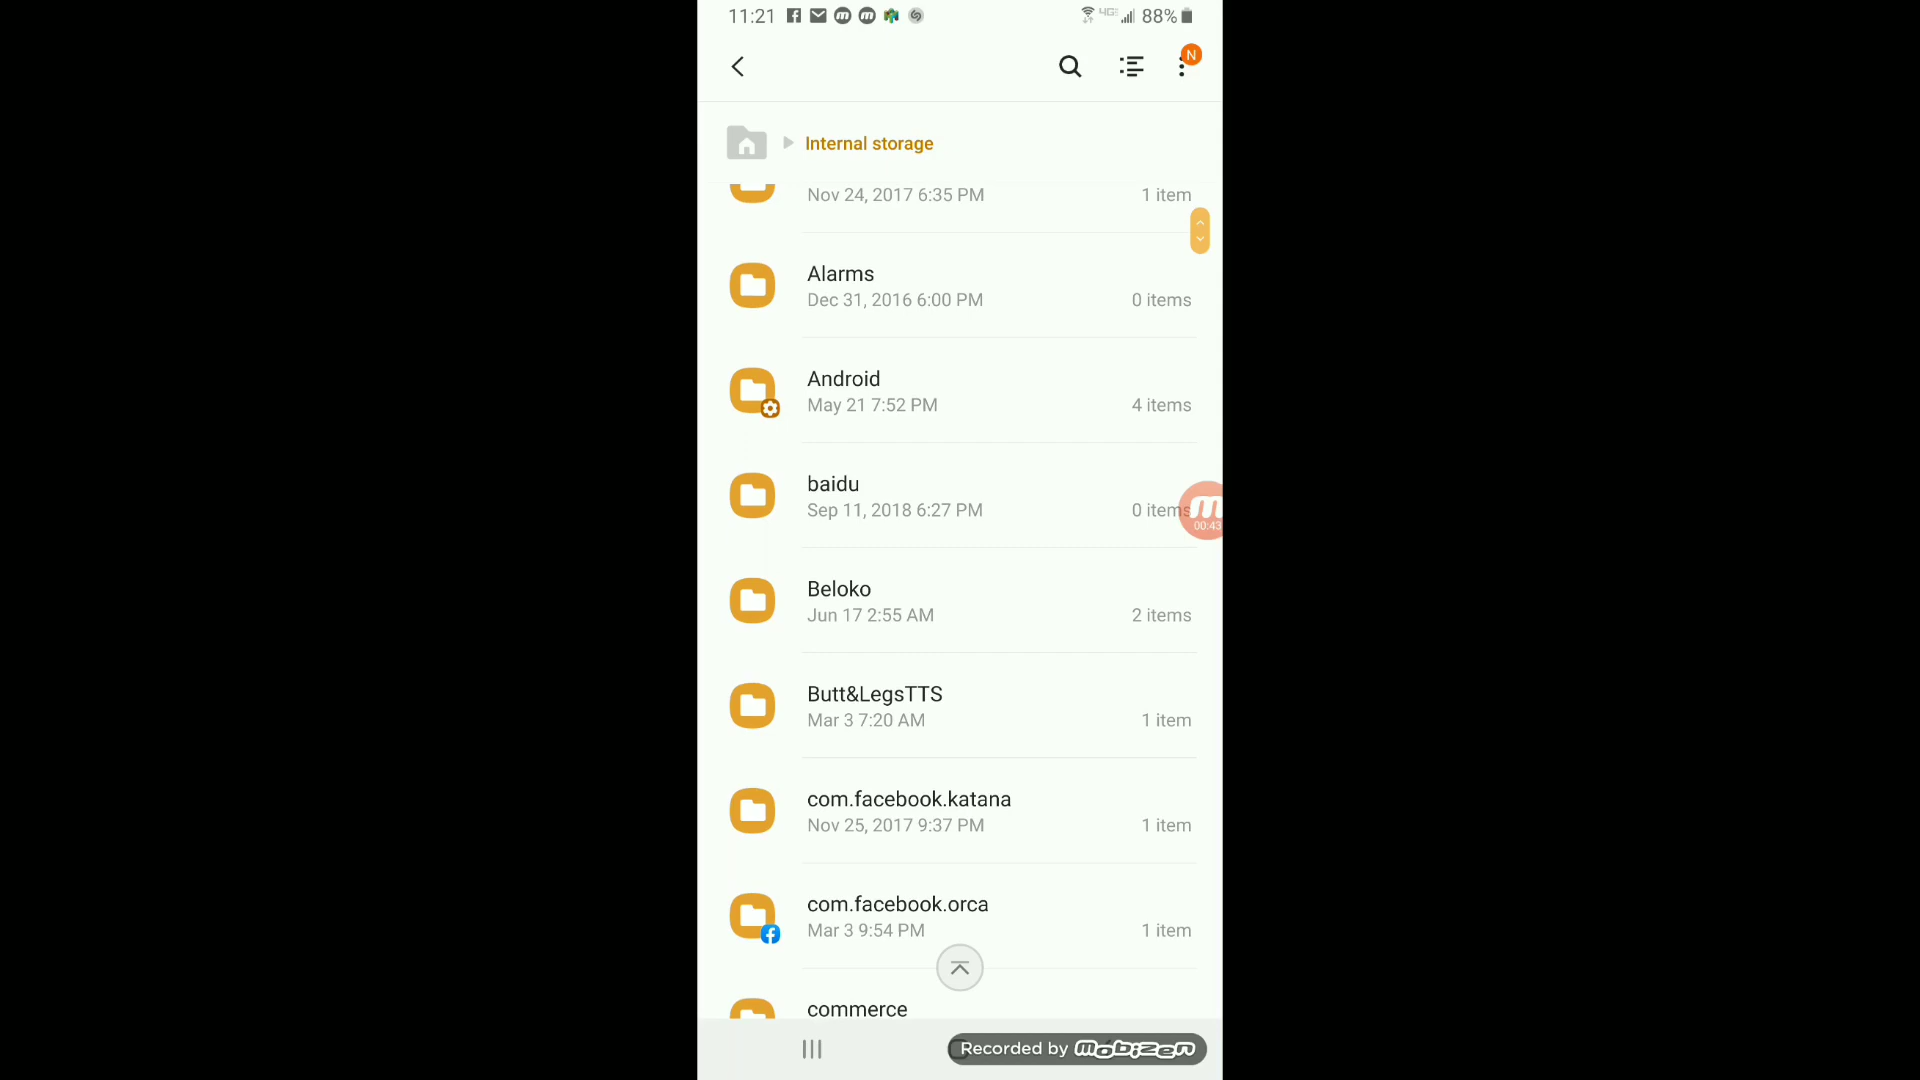 11:21
4G
88%
N
Internal storage
Nov 24, 2017 6:35 PM 1 item
Alarms
Dec 31, 2016 6:00 PM 0 items
Android
May 21 7:52 PM 4 items
baidu
Sep 11, 2018 6:27 PM 0 items
Beloko
Jun 17 2:55 AM 2 items
Butt&LegsTTS
Mar 3 7:20 AM 1 item
com.facebook.katana
Nov 25, 2017 9:37 PM 1 item
com.facebook.orca
Mar 3 9:54 PM 1 item
commerce
00:43
Recorded by mobizen